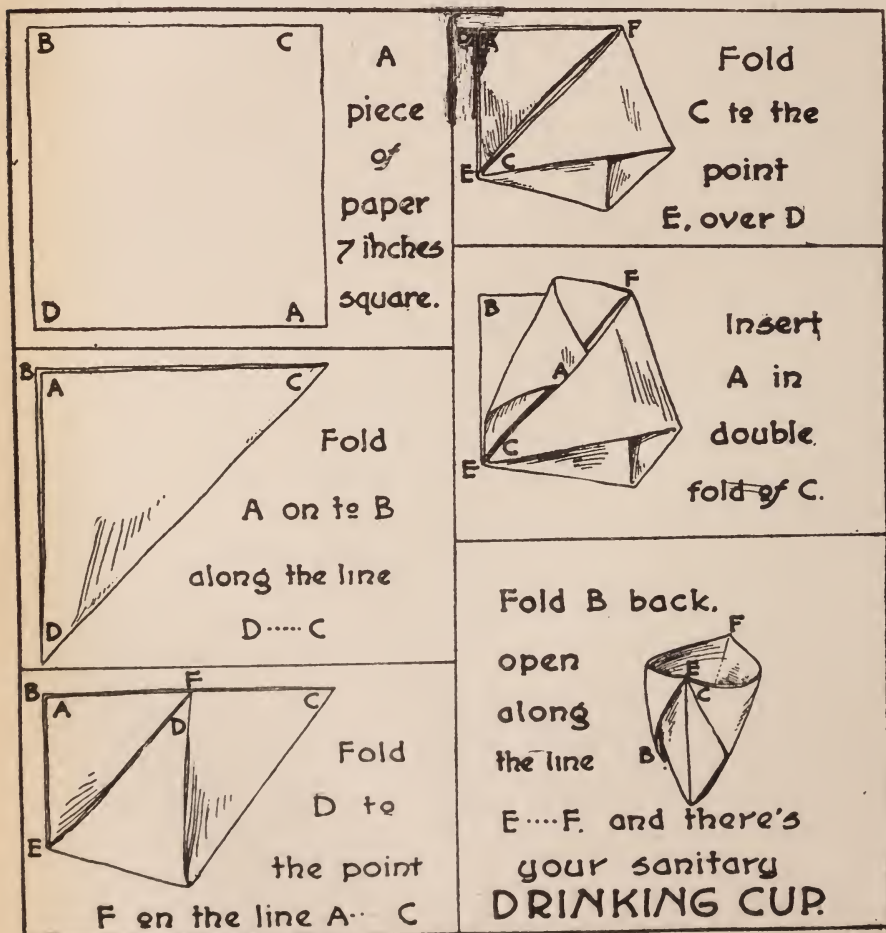 B C
A
piece
of
paper
7 inches
square.
D A
B A C
Fold
A on to B
along the line
D..... C
D
B A F C
D
Fold
D to
E
the point
F on the line A.. C
B A F
Fold
C to the
point
E C
E, over D
F
B
Insert
A in
A
double
fold of C.
E C
Fold B back.
F
open
E
C
along
the line
B
E....F. and there's
your sanitary
DRINKING CUP.